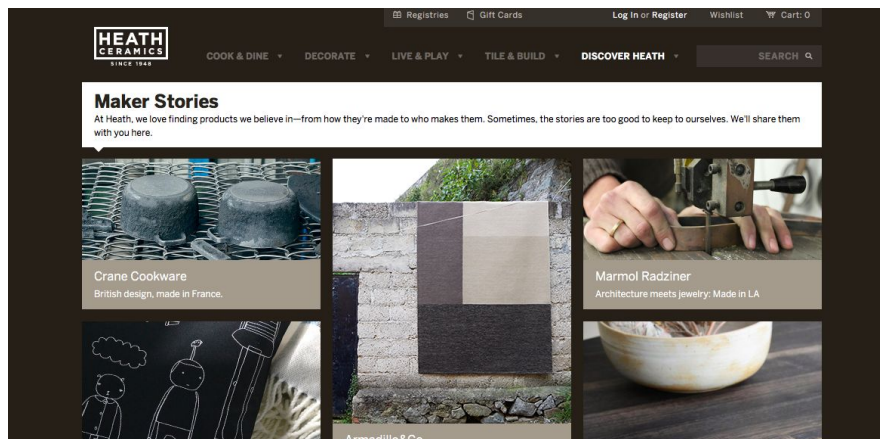 Registries
Gift Cards
Log In or Register
Wishlist
Cart: 0
HEATH
CERAMICS
SINCE 1948
COOK & DINE
DECORATE
LIVE & PLAY
TILE & BUILD
DISCOVER HEATH
SEARCH
Maker Stories
At Heath, we love finding products we believe in—from how they're made to who makes them. Sometimes, the stories are too good to keep to ourselves. We'll share them
with you here.
Crane Cookware
British design, made in France.
Marmol Radziner
Architecture meets jewelry: Made in LA
Armadillo&Co